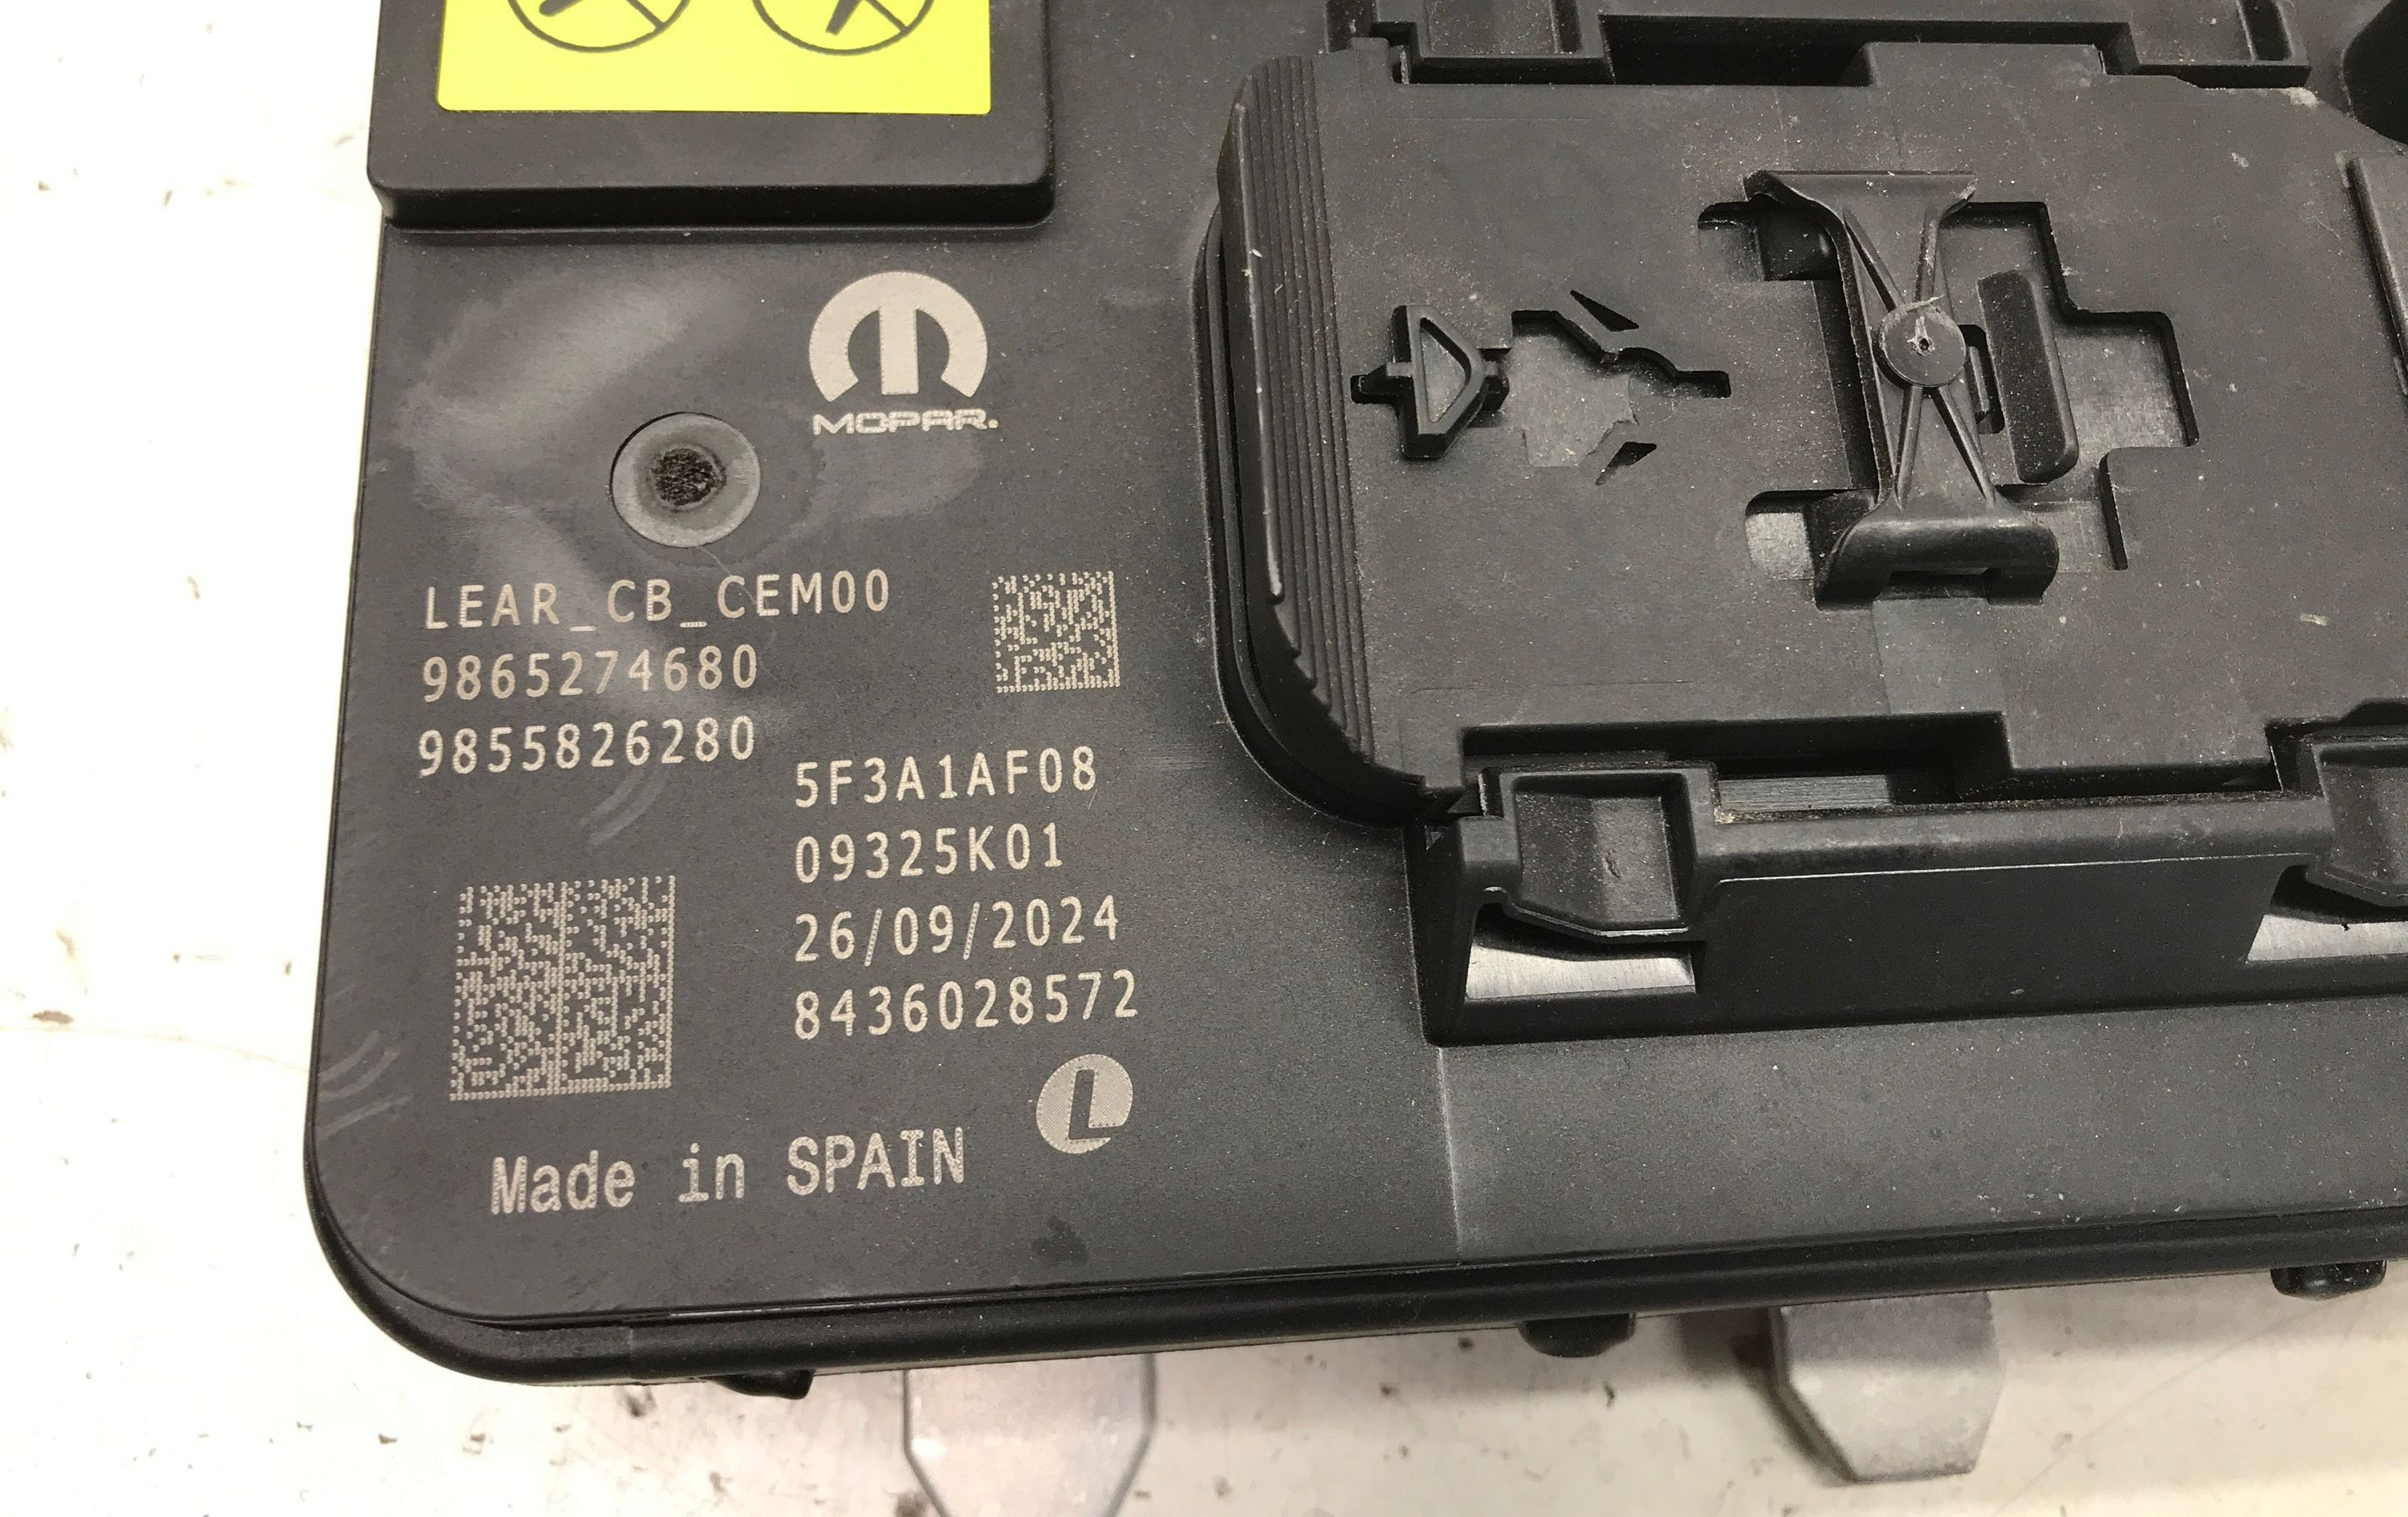 MOPAR.
LEAR_CB_CEM00
9865274680
9855826280
5F3A1AF08
09325K01
26/09/2024
8436028572
L
Made in SPAIN